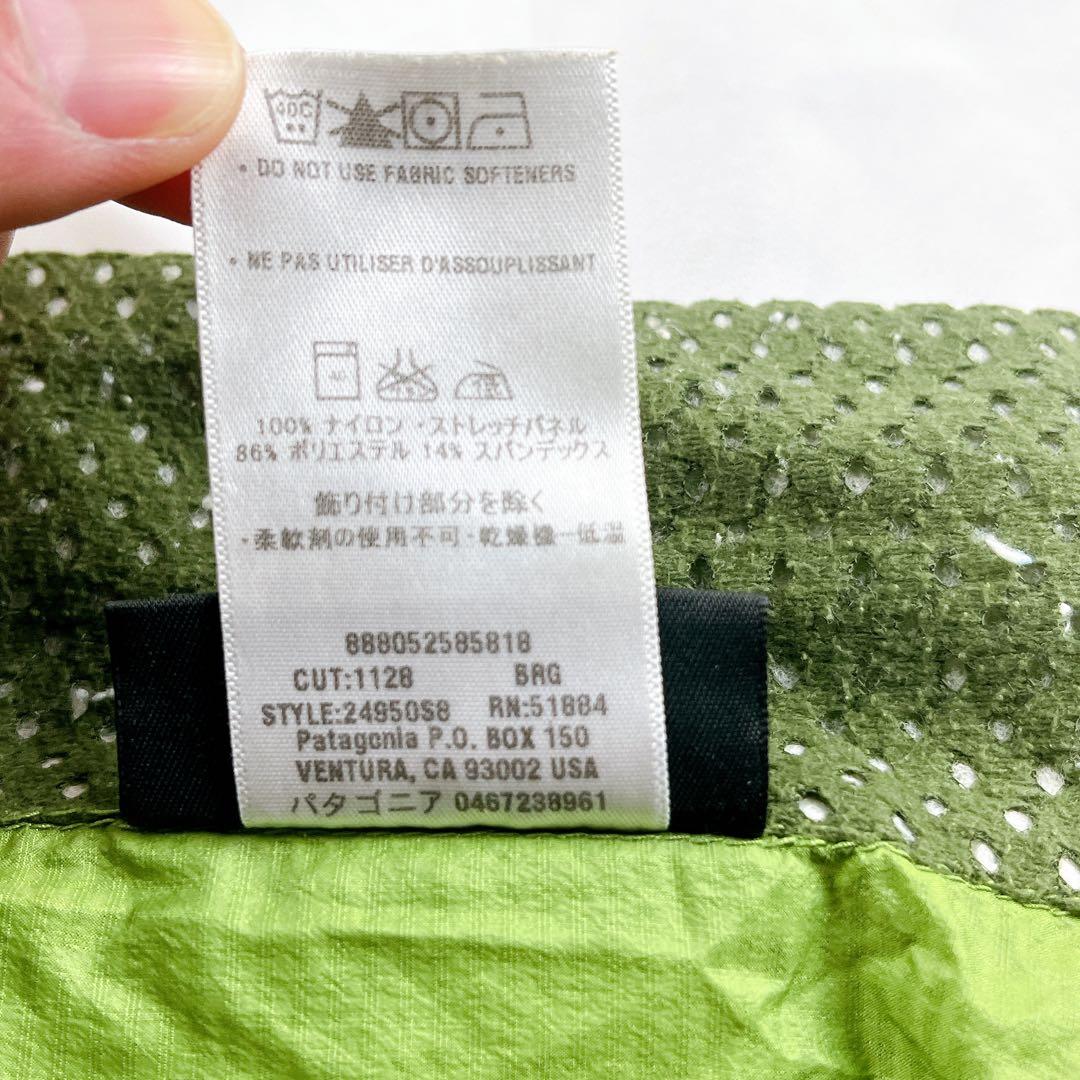 • DO NOT USE FABRIC SOFTENERS
• NE PAS UTILISER D'ASSOUPLISSANT
100% ナイロン・ストレッチパネル
86% ポリエステル 14% スパンデックス
飾り付け部分を除く
・柔軟剤の使用不可・乾燥機－低温
888052585818
CUT:1128 BRG
STYLE:24950S8 RN:51884
Patagonia P.O. BOX 150
VENTURA, CA 93002 USA
パタゴニア 0467238961